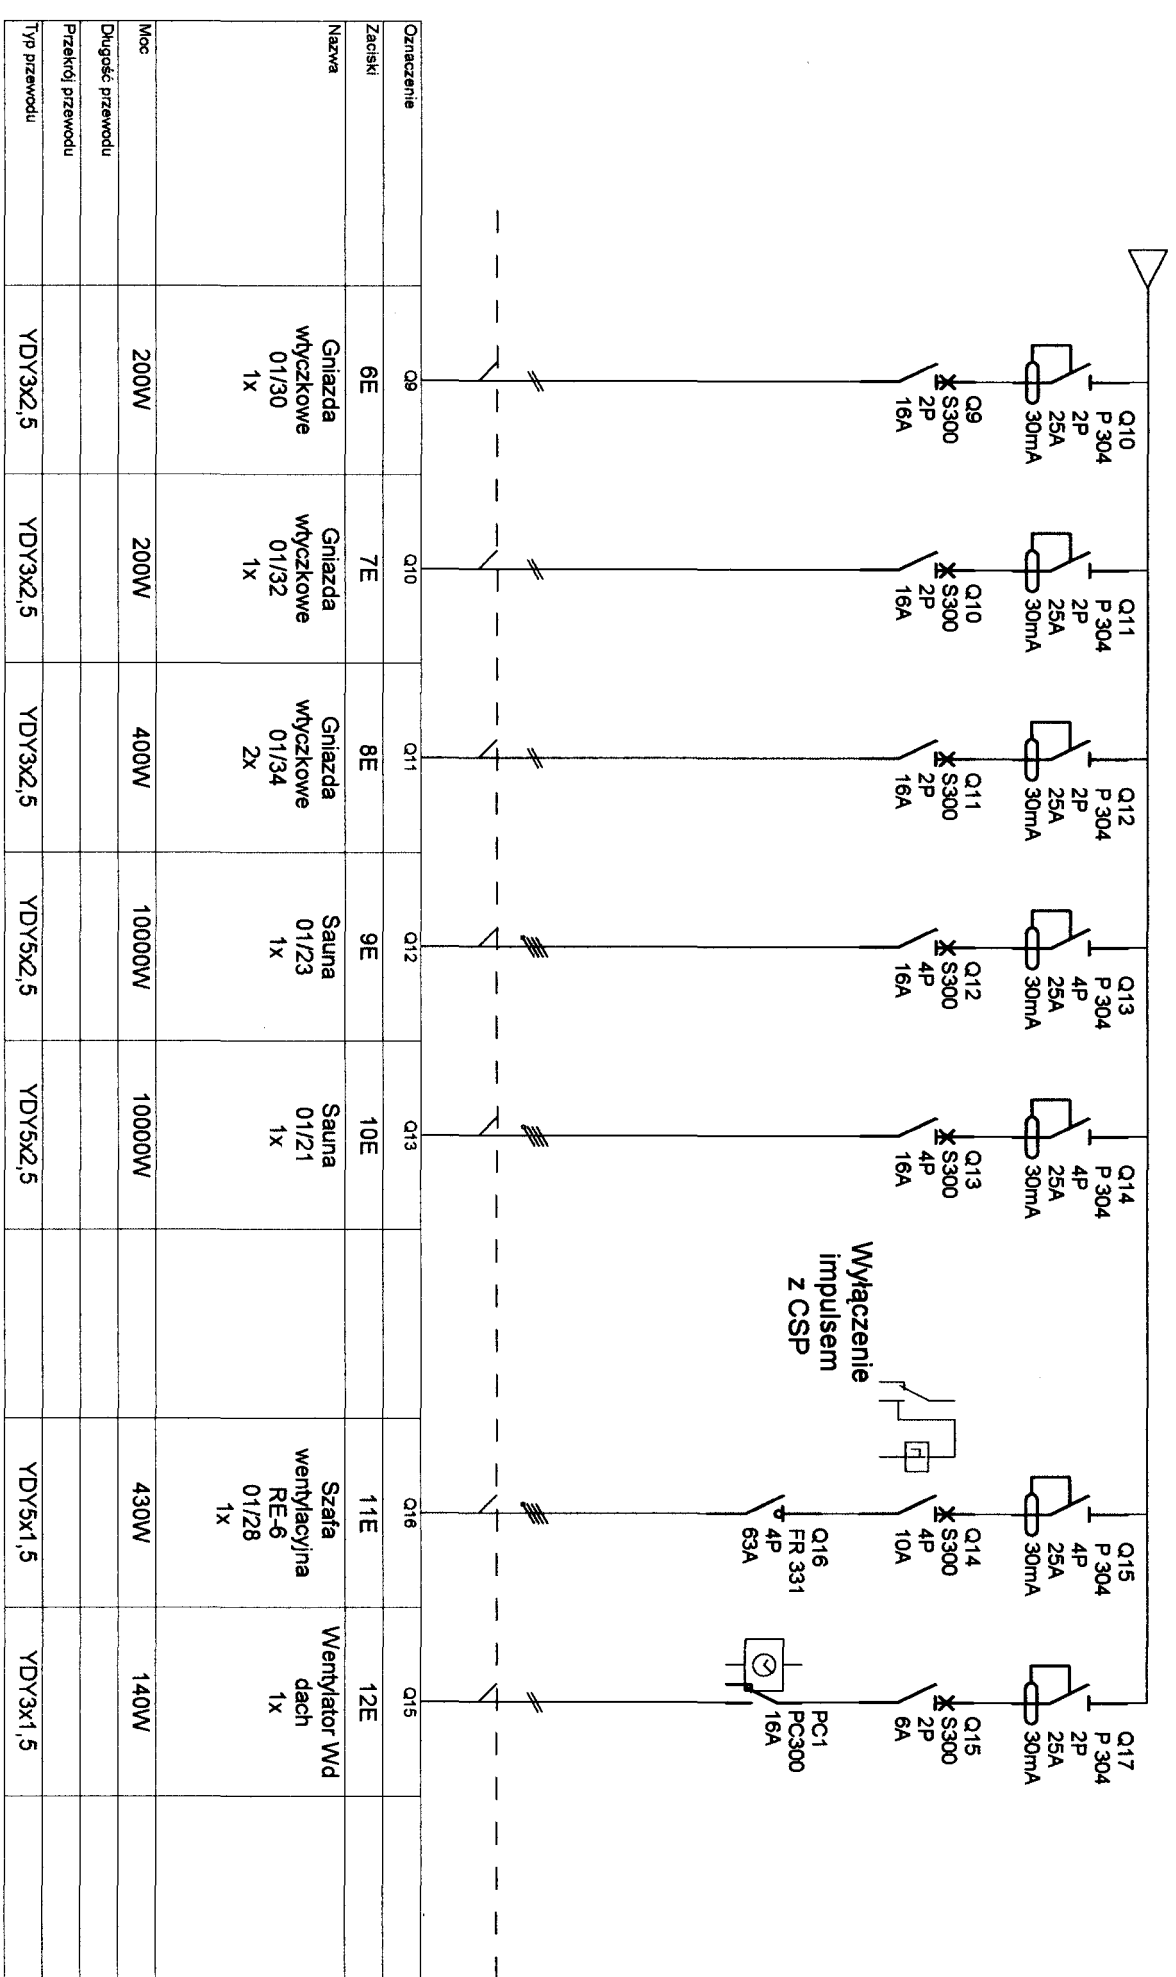 Q10
P 304
2P
25A
30mA
Q11
P 304
2P
25A
30mA
Q12
P 304
2P
25A
30mA
Q13
P 304
4P
25A
30mA
Q14
P 304
4P
25A
30mA
Q15
P 304
4P
25A
30mA
Q17
P 304
2P
25A
30mA
Q9
S300
2P
16A
Q10
S300
2P
16A
Q11
S300
2P
16A
Q12
S300
4P
16A
Q13
S300
4P
16A
Wyłączenie
impulsem
z CSP
Q14
S300
4P
10A
Q15
S300
2P
6A
Q16
FR 331
4P
63A
PC1
PC300
16A
Oznaczenie Q9 Q10 Q11 Q12 Q13 Q16 Q15
Zaciski 6E 7E 8E 9E 10E 11E 12E
Nazwa
Gniazda
wtyczkowe
01/30
1x
Gniazda
wtyczkowe
01/32
1x
Gniazda
wtyczkowe
01/34
2x
Sauna
01/23
1x
Sauna
01/21
1x
Szafa
wentylacyjna
RE-6
01/28
1x
Wentylator Wd
dach
1x
Moc 200W 200W 400W 10000W 10000W 430W 140W
Długość przewodu
Przekrój przewodu
Typ przewodu YDY3x2,5 YDY3x2,5 YDY3x2,5 YDY5x2,5 YDY5x2,5 YDY5x1,5 YDY3x1,5